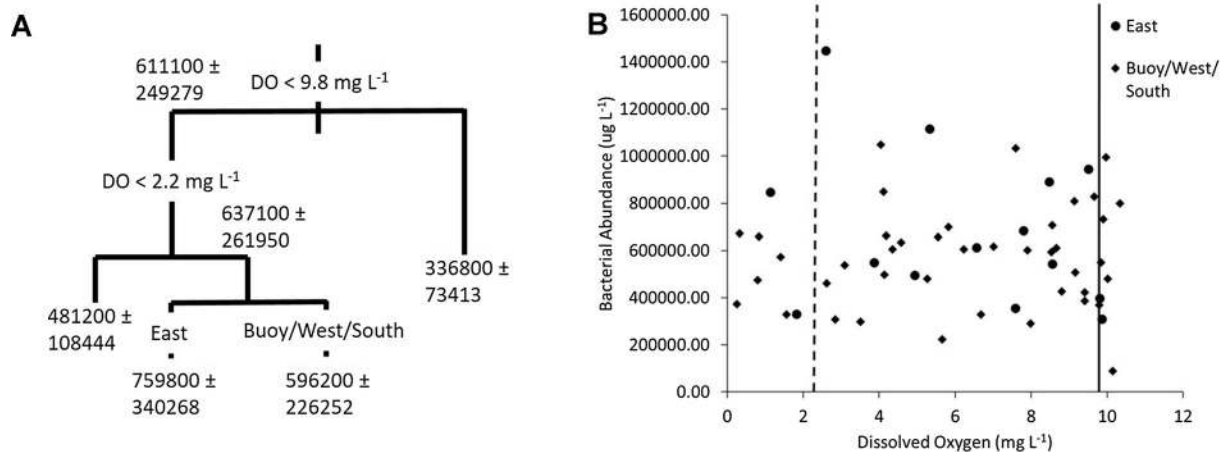 A
611100 ±
249279
DO < 9.8 mg L⁻¹
DO < 2.2 mg L⁻¹
637100 ±
261950
336800 ±
73413
481200 ±
108444
East
Buoy/West/South
759800 ±
340268
596200 ±
226252
B
Bacterial Abundance (ug L⁻¹)
1600000.00
1400000.00
1200000.00
1000000.00
800000.00
600000.00
400000.00
200000.00
0.00
0 2 4 6 8 10 12
Dissolved Oxygen (mg L⁻¹)
East
Buoy/West/
South